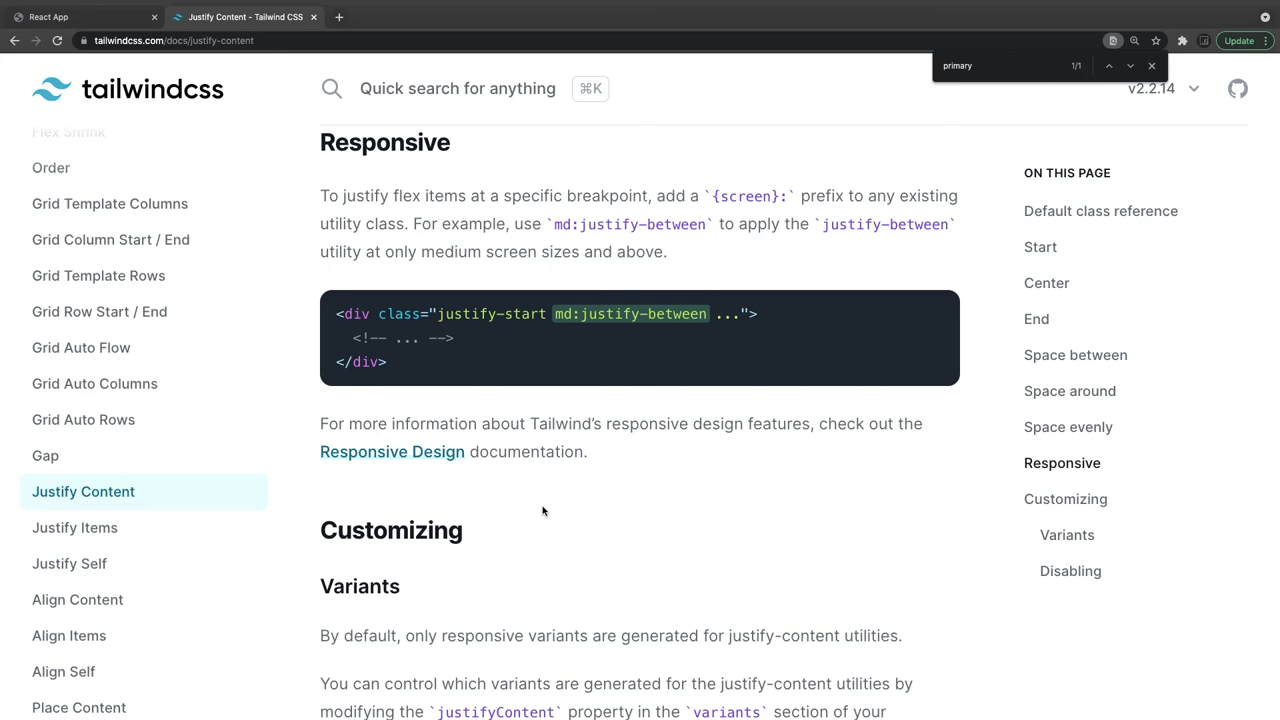 React App
Justify Content - Tailwind CSS
tailwindcss.com/docs/justify-content
Update
primary
1/1
tailwindcss
Quick search for anything
⌘K
v2.2.14
Flex Shrink
Order
Grid Template Columns
Grid Column Start / End
Grid Template Rows
Grid Row Start / End
Grid Auto Flow
Grid Auto Columns
Grid Auto Rows
Gap
Justify Content
Justify Items
Justify Self
Align Content
Align Items
Align Self
Place Content
Responsive
To justify flex items at a specific breakpoint, add a `{screen}:` prefix to any existing
utility class. For example, use `md:justify-between` to apply the `justify-between`
utility at only medium screen sizes and above.
<div class="justify-start md:justify-between ...">
<!-- ... -->
</div>
For more information about Tailwind's responsive design features, check out the
Responsive Design documentation.
Customizing
Variants
By default, only responsive variants are generated for justify-content utilities.
You can control which variants are generated for the justify-content utilities by
modifying the `justifyContent` property in the `variants` section of your
ON THIS PAGE
Default class reference
Start
Center
End
Space between
Space around
Space evenly
Responsive
Customizing
Variants
Disabling